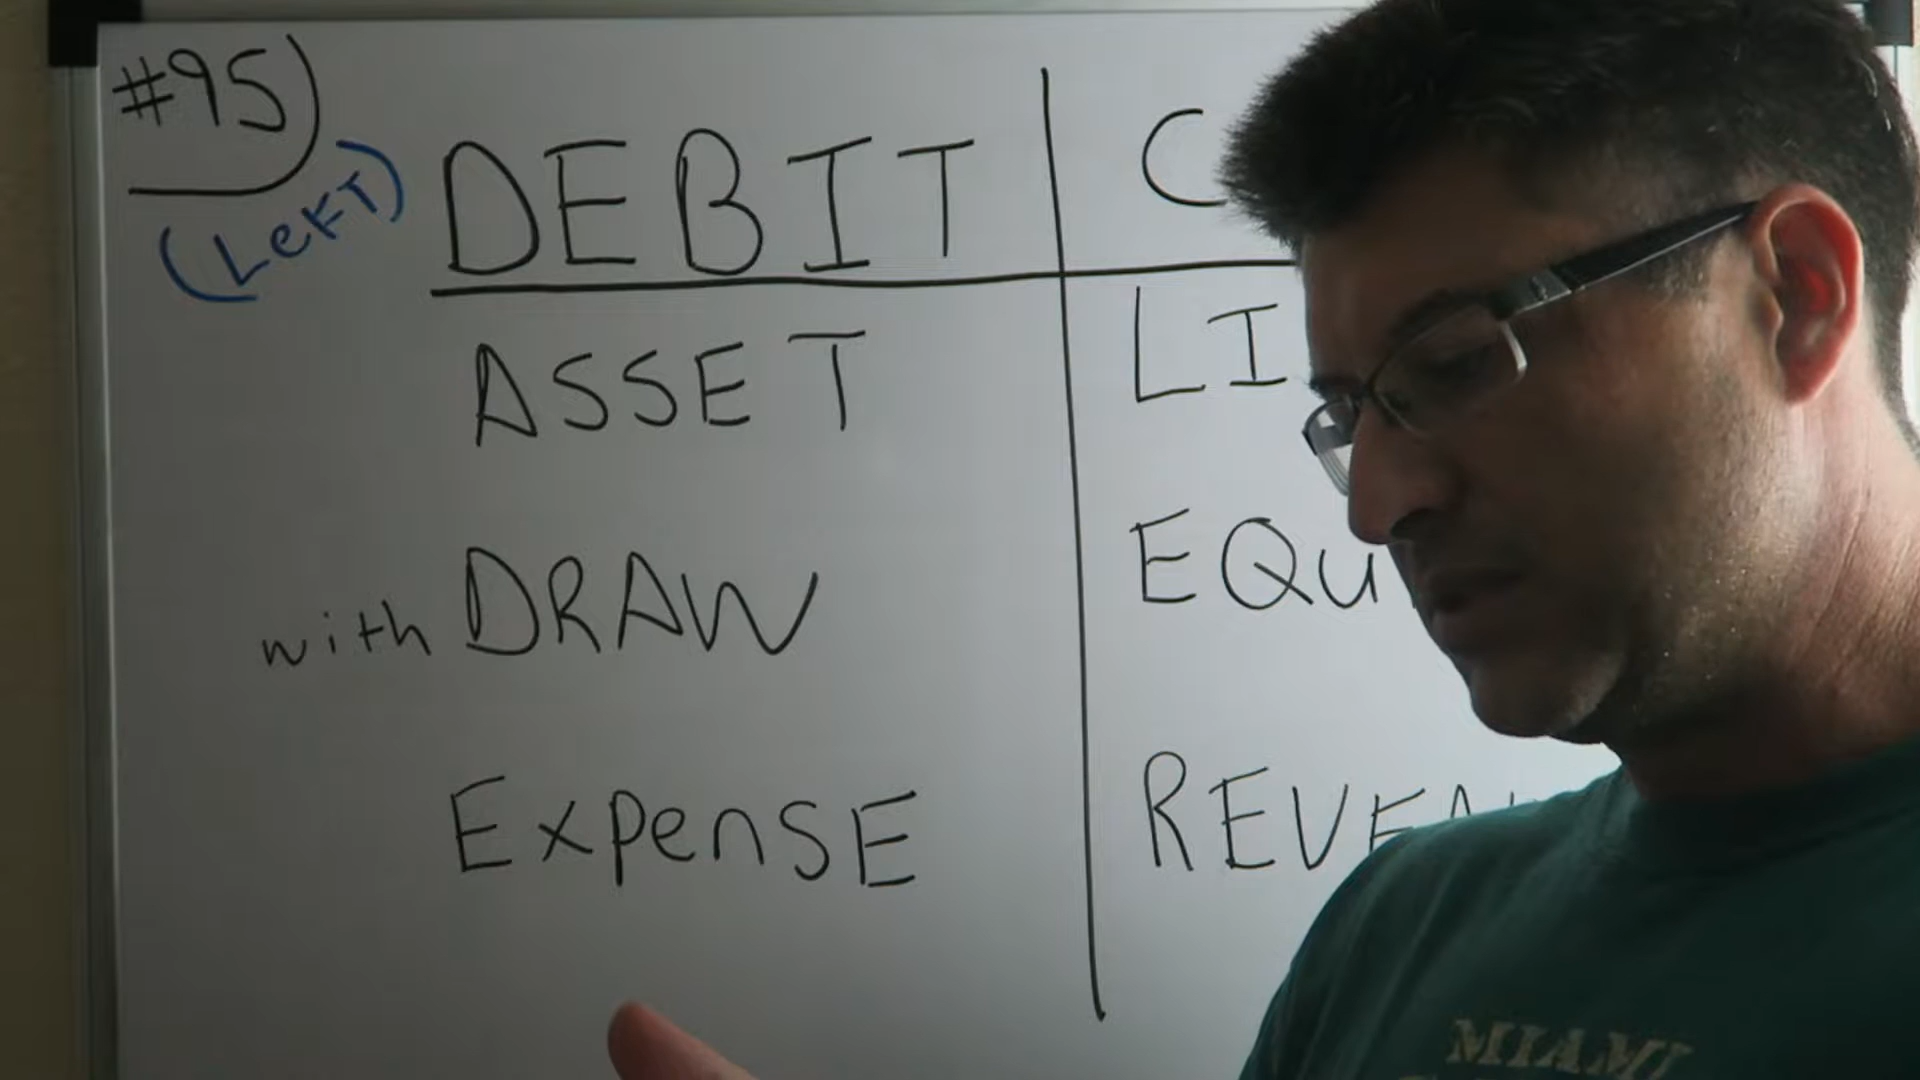 #95
(LEFT)
DEBIT C
ASSET LI
with DRAW EQU
ExpenSE REVEN
MIAMI